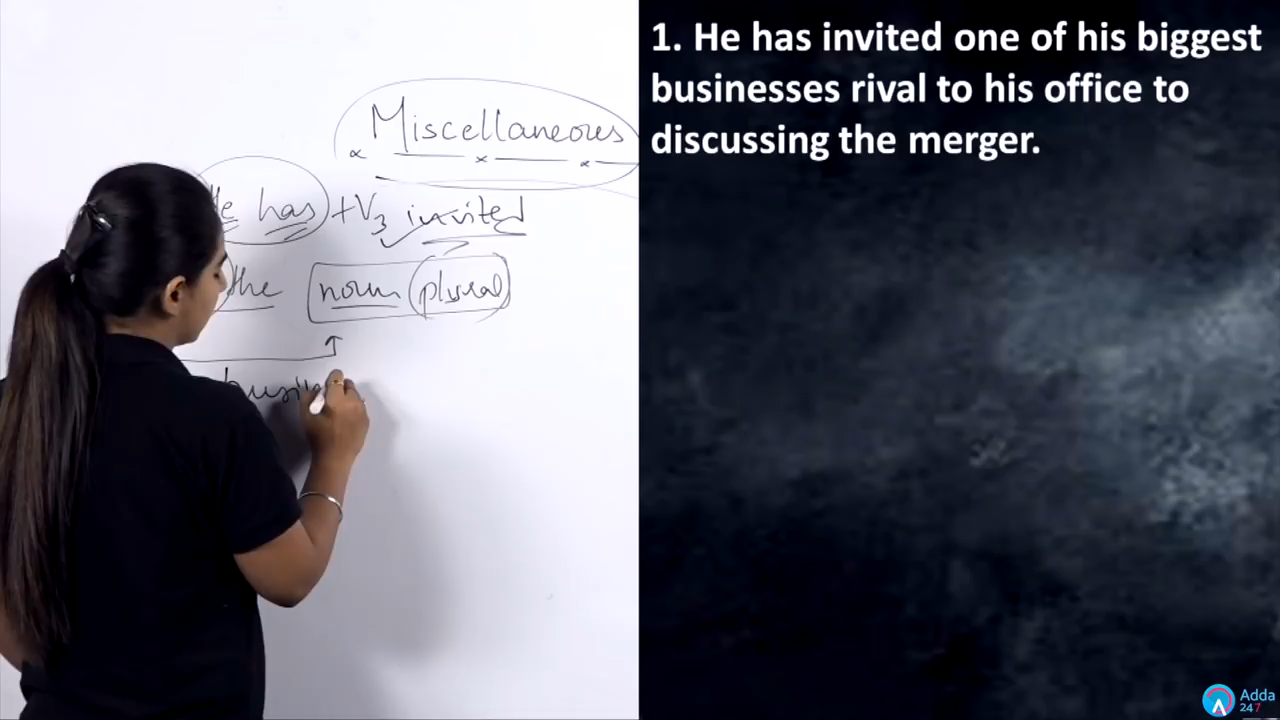 Miscellaneous
He has + V3 invited
the noun (plural)
1. He has invited one of his biggest
businesses rival to his office to
discussing the merger.
Adda
247